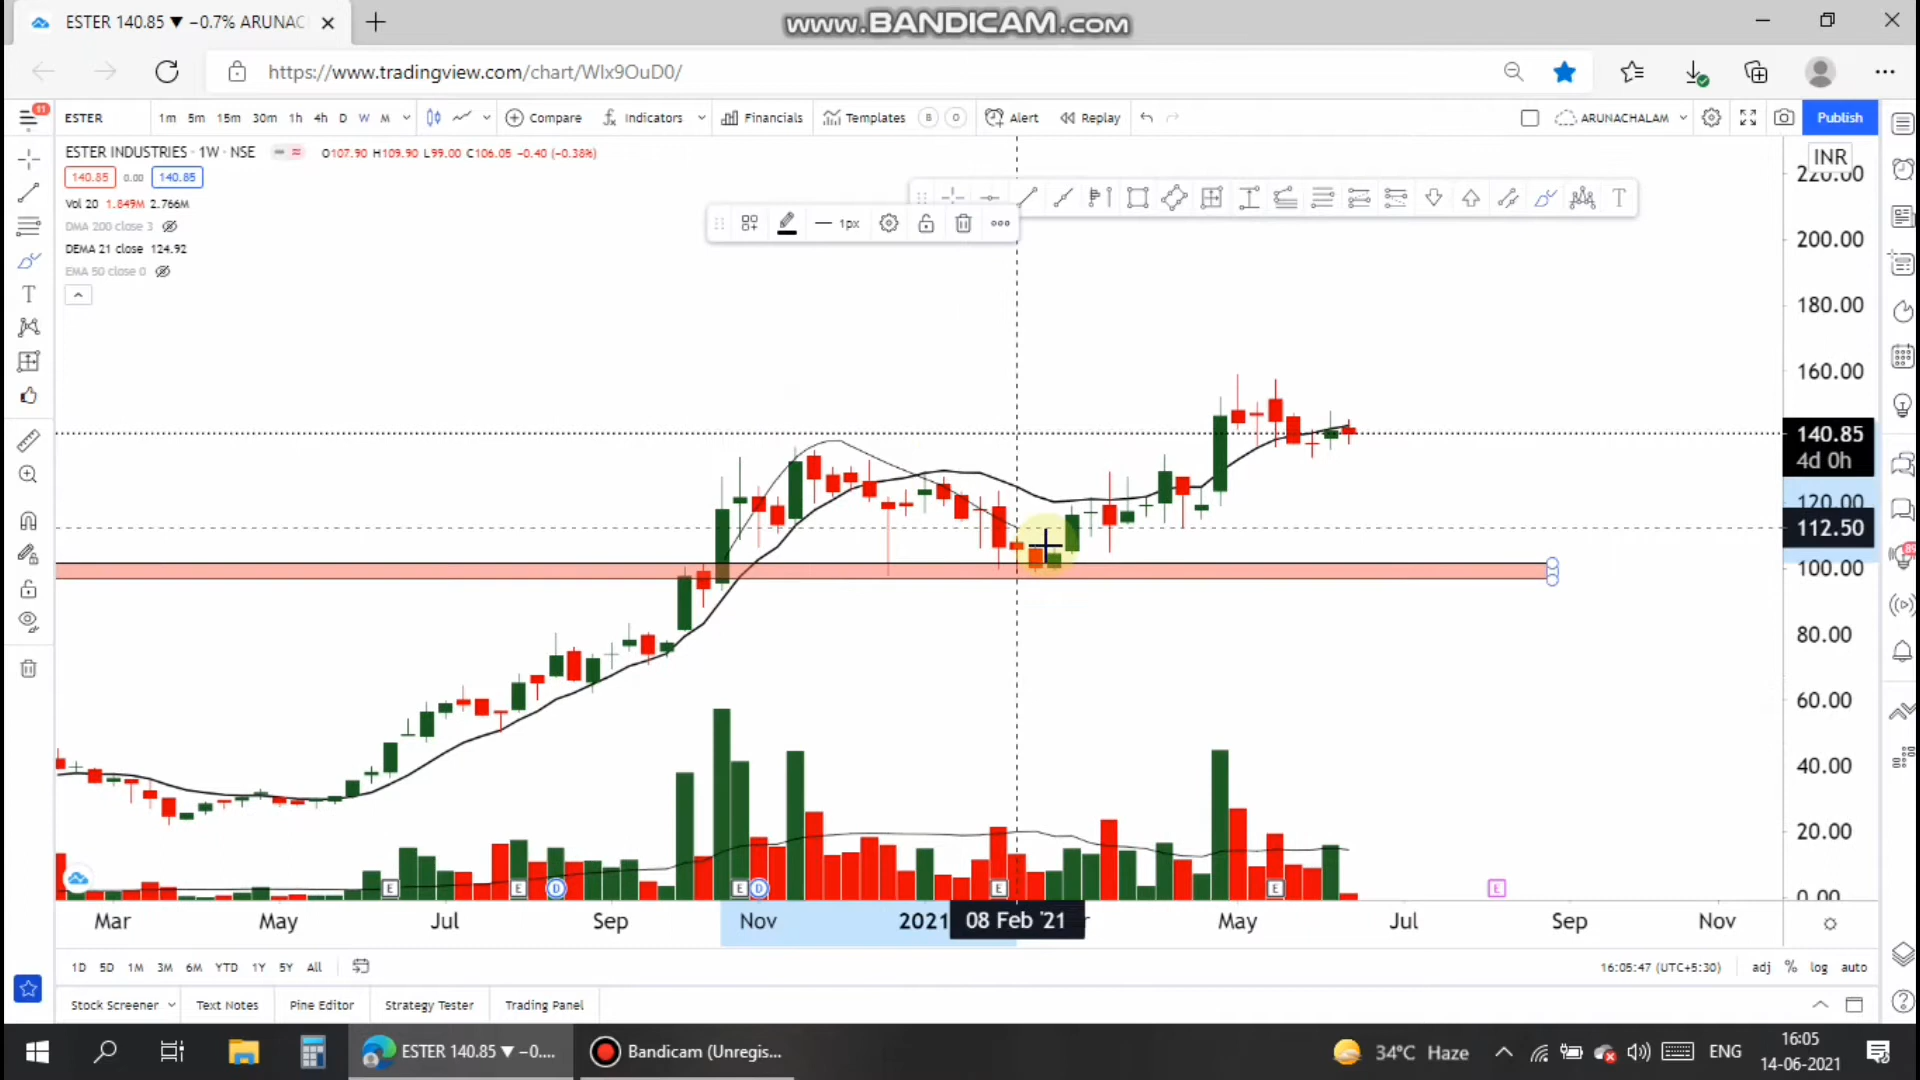 ESTER 140.85 ▼ −0.7% ARUNAC
www.BANDICAM.com
https://www.tradingview.com/chart/Wlx9OuD0/
11
ESTER 1m 5m 15m 30m 1h 4h D W M Compare Indicators Financials Templates B O Alert Replay ARUNACHALAM Publish
ESTER INDUSTRIES · 1W · NSE O107.90 H109.90 L99.00 C106.05 −0.40 (−0.38%)
INR
140.85 0.00 140.85
Vol 20 1.849M 2.766M
DMA 200 close 3
DEMA 21 close 124.92
EMA 50 close 0
1px
T
T
200.00
180.00
160.00
140.85
4d 0h
120.00
112.50
100.00
80.00
60.00
40.00
20.00
0.00
E E D E D E E E
Mar May Jul Sep Nov 2021 08 Feb '21 May Jul Sep Nov
1D 5D 1M 3M 6M YTD 1Y 5Y All 16:05:47 (UTC+5:30) adj % log auto
Stock Screener Text Notes Pine Editor Strategy Tester Trading Panel
ESTER 140.85 ▼ −0.... Bandicam (Unregis... 34°C Haze ENG 16:05
14-06-2021